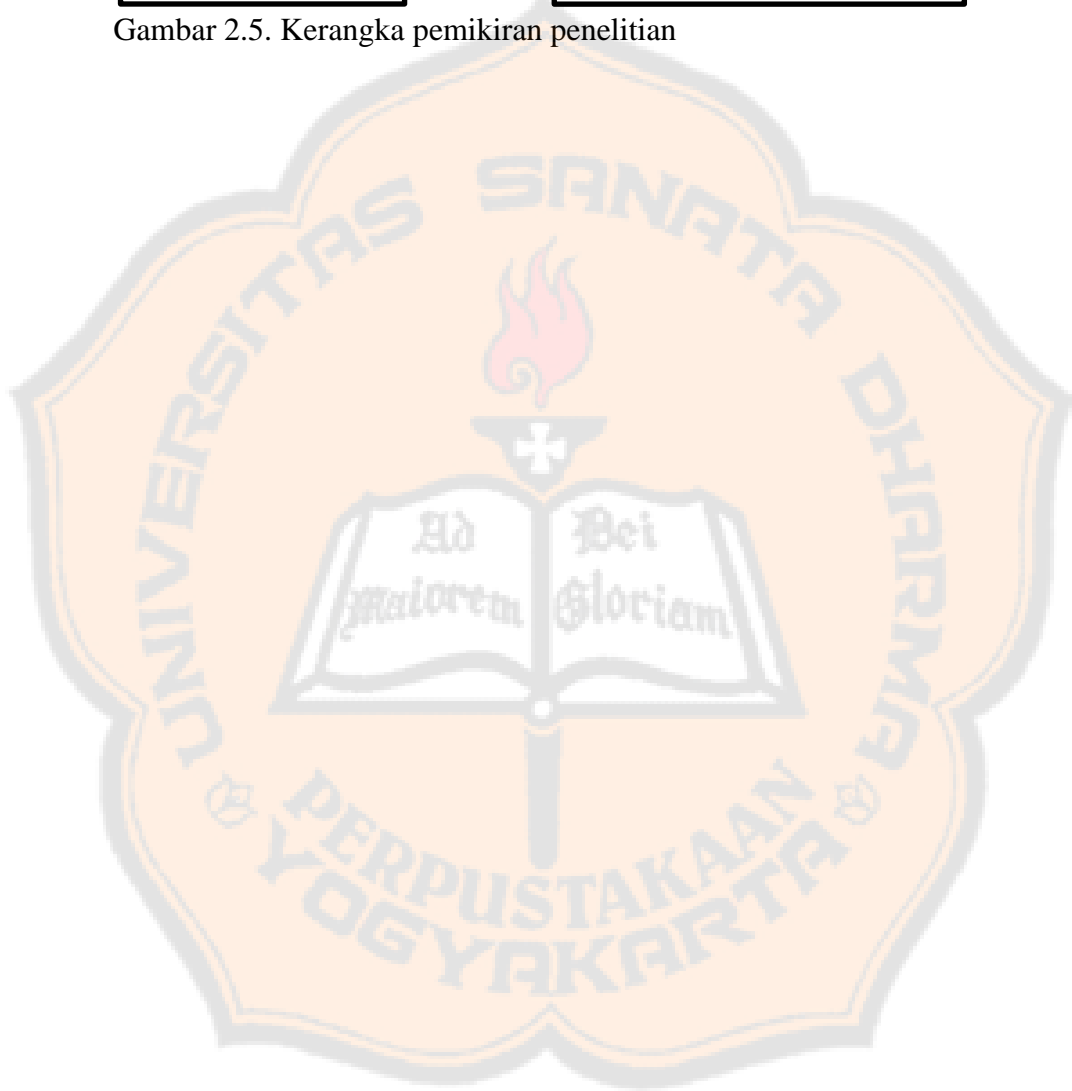 Gambar 2.5. Kerangka pemikiran penelitian
UNIVERSITAS SANATA DHARMA
Ad Dei
Maiorem Gloriam
PERPUSTAKAAN
YOGYAKARTA